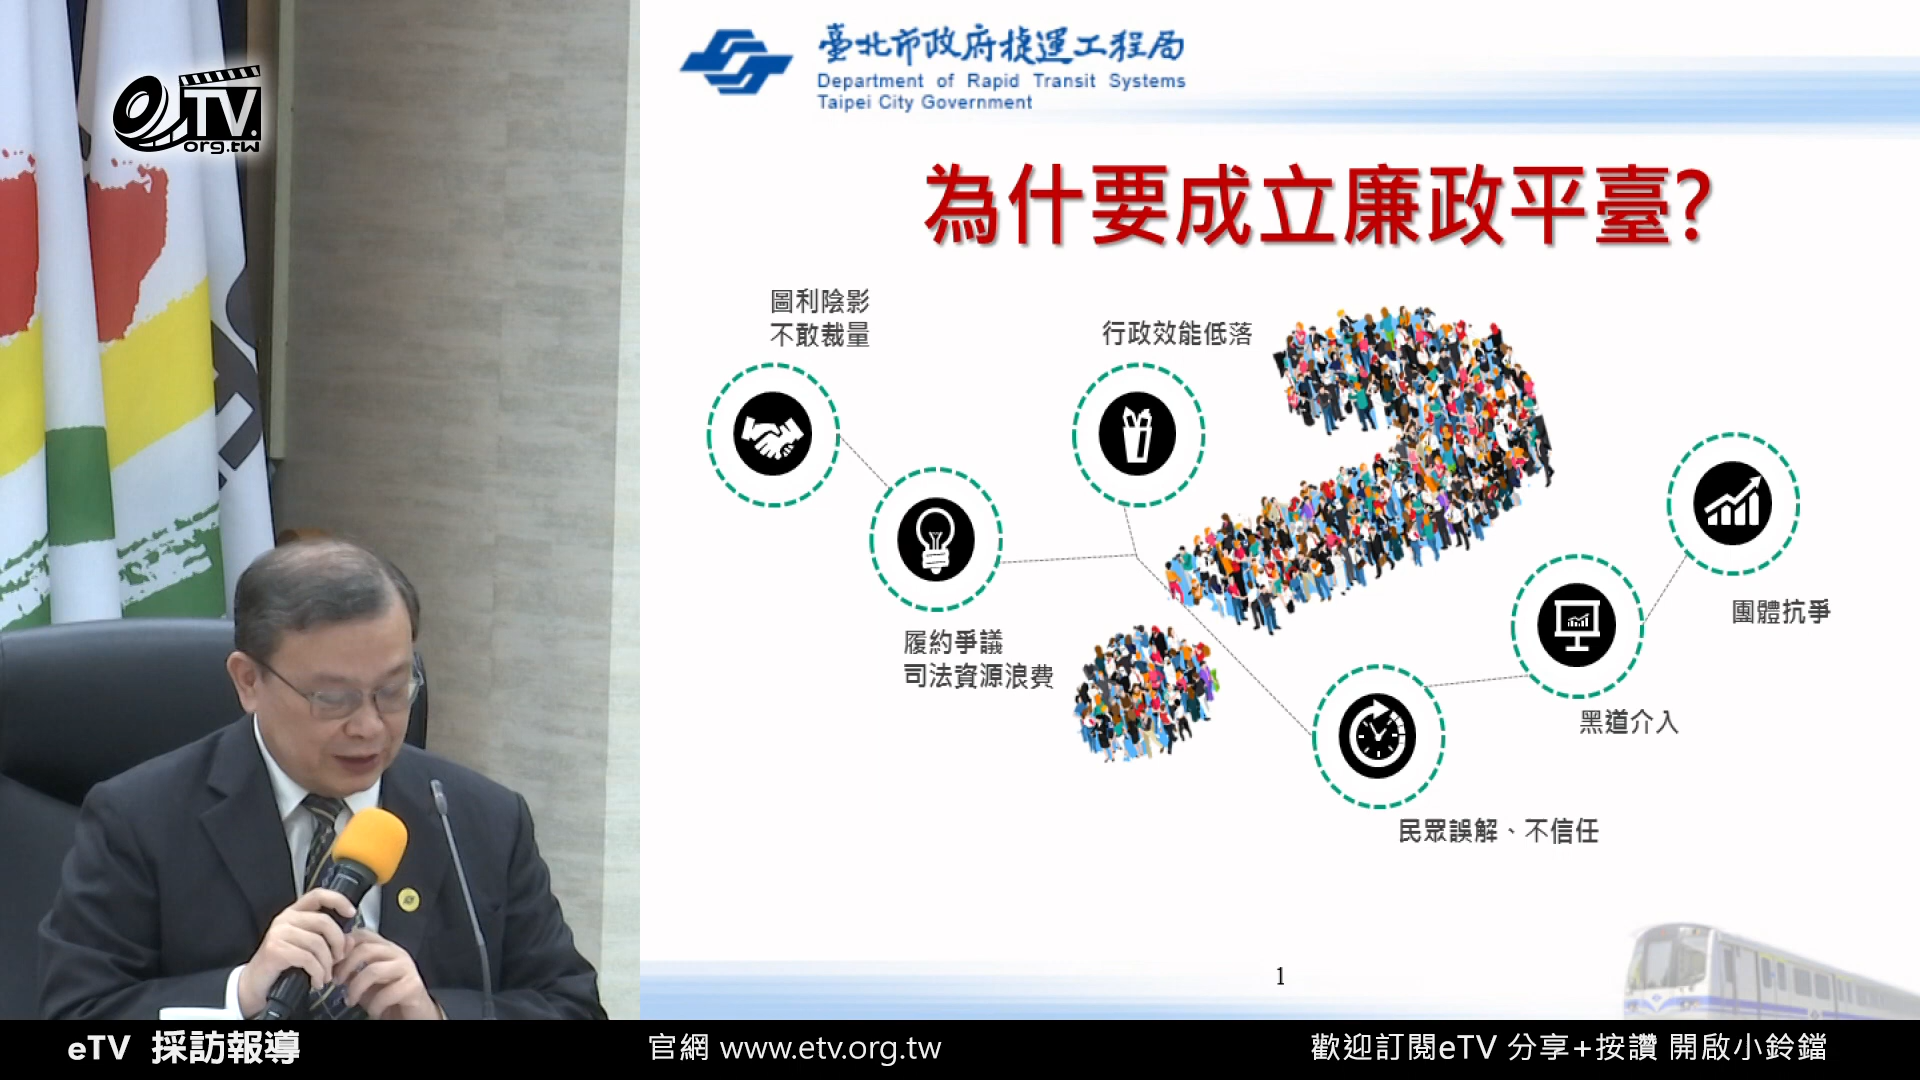 eTV.
org.tw
臺北市政府捷運工程局
Department of Rapid Transit Systems
Taipei City Government
為什要成立廉政平臺?
圖利陰影
不敢裁量
行政效能低落
履約爭議
司法資源浪費
團體抗爭
黑道介入
民眾誤解、不信任
1
eTV 採訪報導
官網 www.etv.org.tw
歡迎訂閱eTV 分享+按讚 開啟小鈴鐺